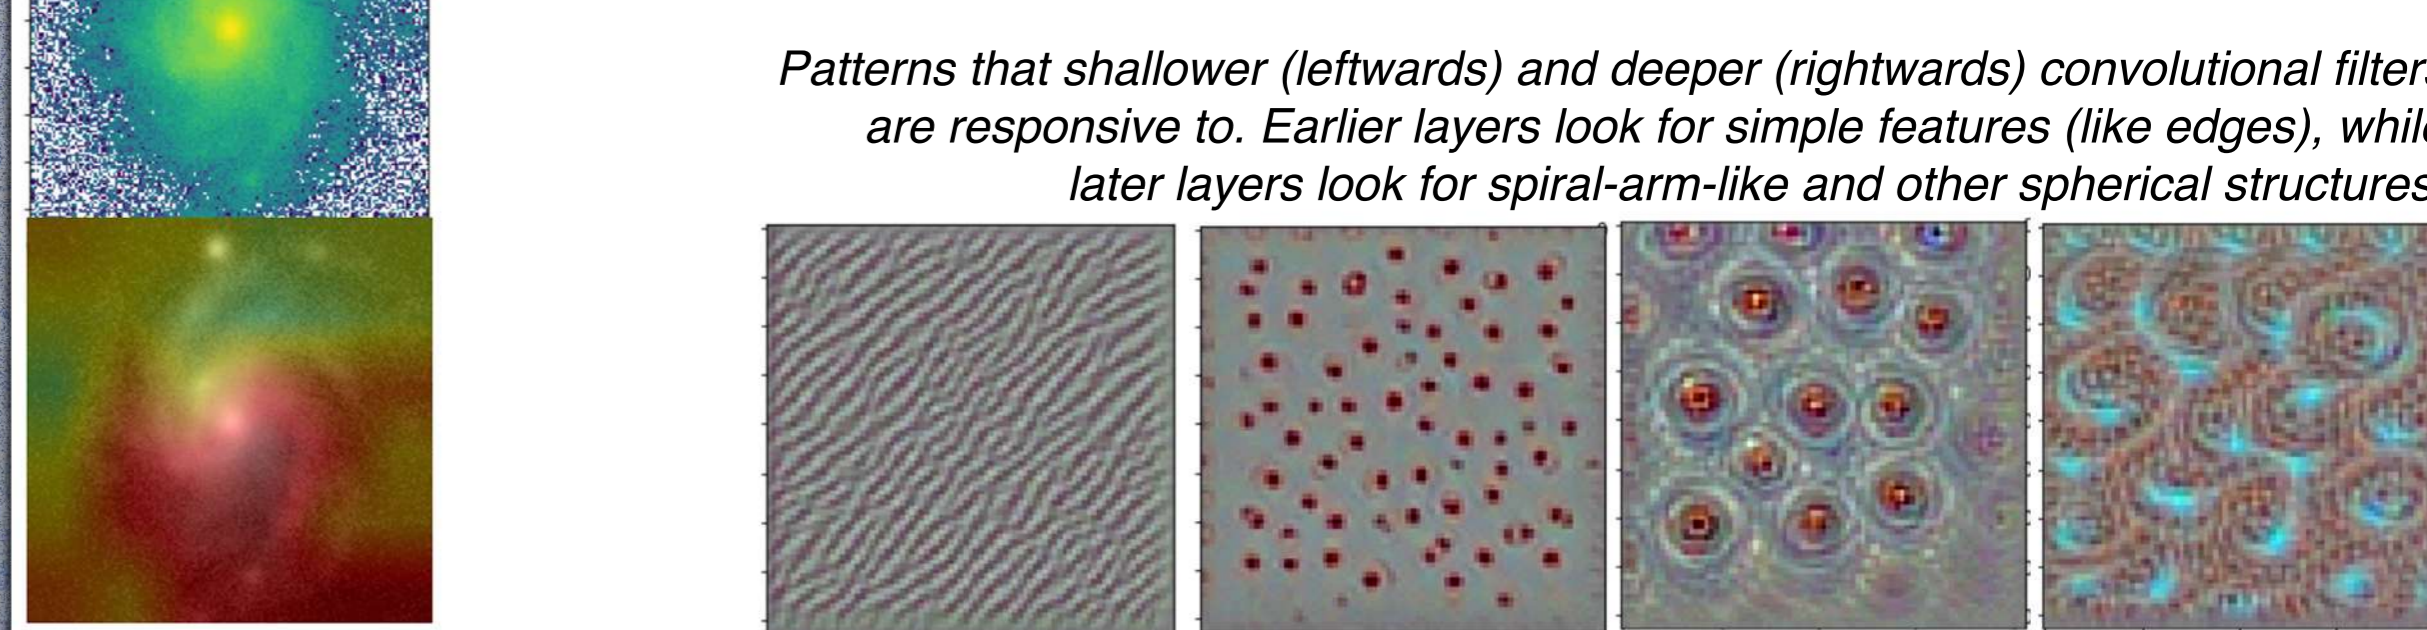 Patterns that shallower (leftwards) and deeper (rightwards) convolutional filters
are responsive to. Earlier layers look for simple features (like edges), while
later layers look for spiral-arm-like and other spherical structures